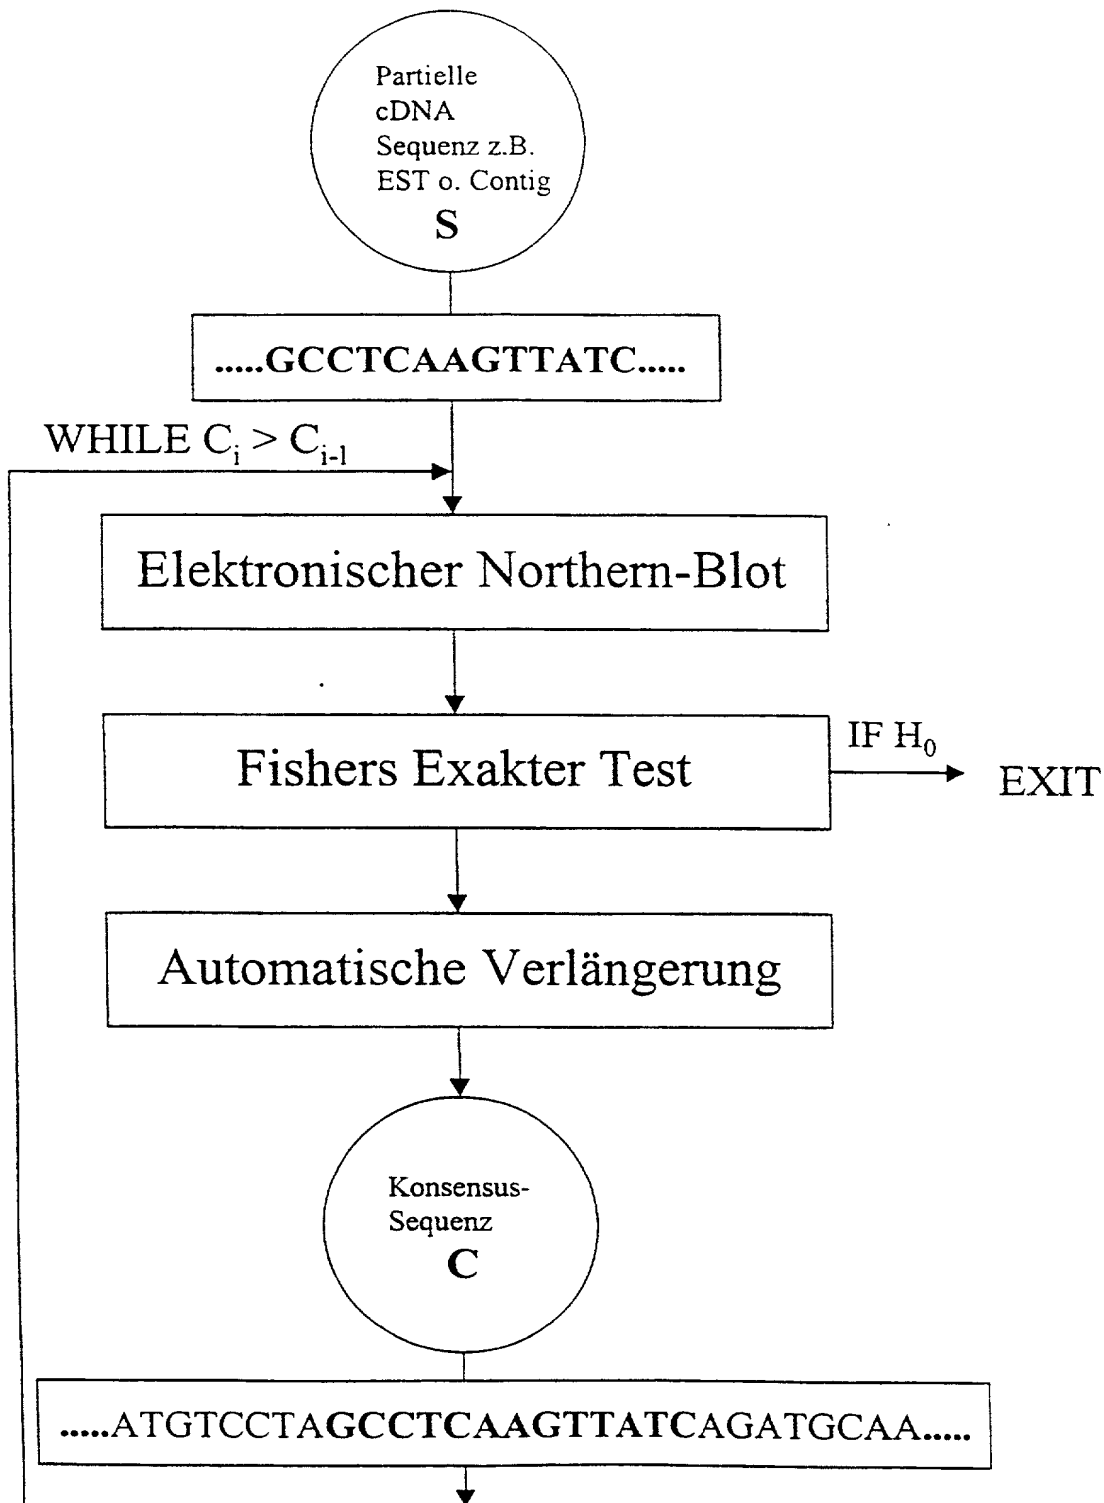 Partielle
cDNA
Sequenz z.B.
EST o. Contig
S
.....GCCTCAAGTTATC.....
WHILE Ci > Ci-1
Elektronischer Northern-Blot
Fishers Exakter Test
IF H0
EXIT
Automatische Verlängerung
Konsensus-
Sequenz
C
.....ATGTCCTAGCCTCAAGTTATCAGATGCAA.....